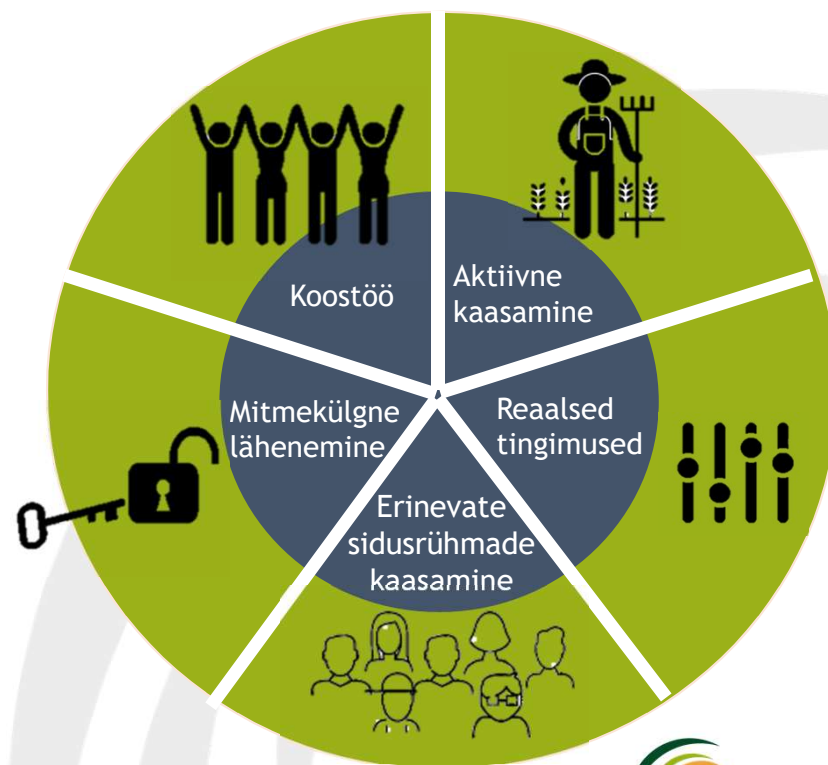 Koostöö
Aktiivne
kaasamine
Mitmekülgne
lähenemine
Reaalsed
tingimused
Erinevate
sidusrühmade
kaasamine